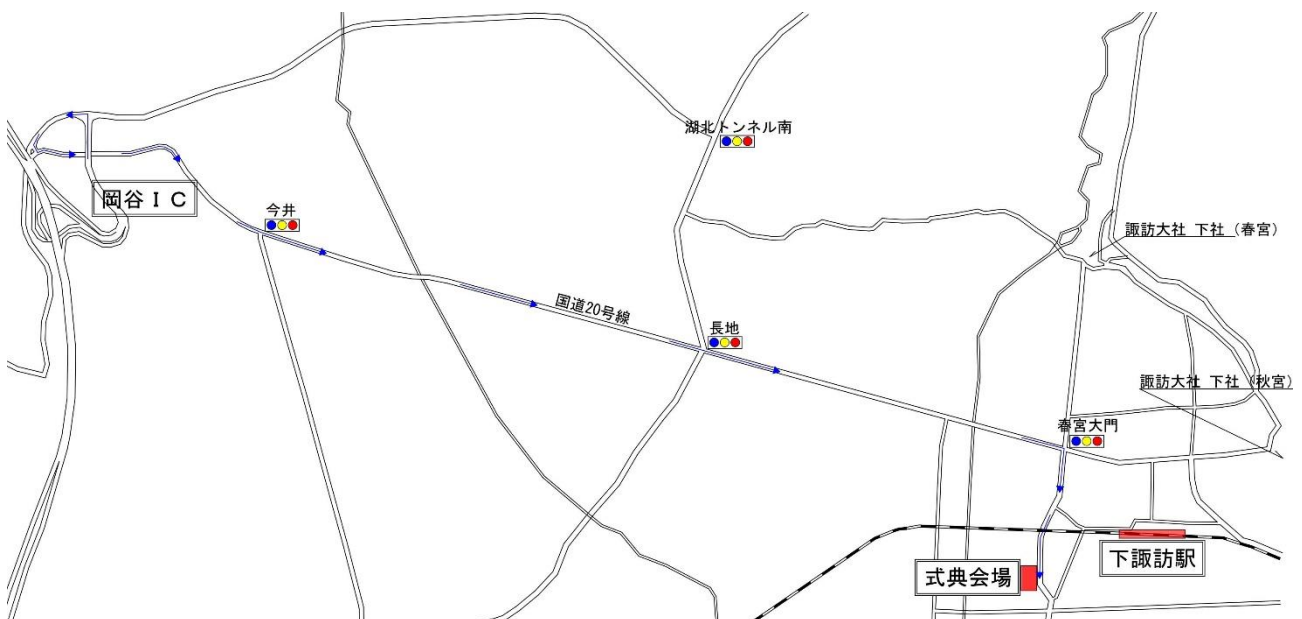 湖北トンネル南
岡谷ＩＣ
今井
諏訪大社 下社（春宮）
国道20号線
長地
諏訪大社 下社（秋宮）
春宮大門
下諏訪駅
式典会場